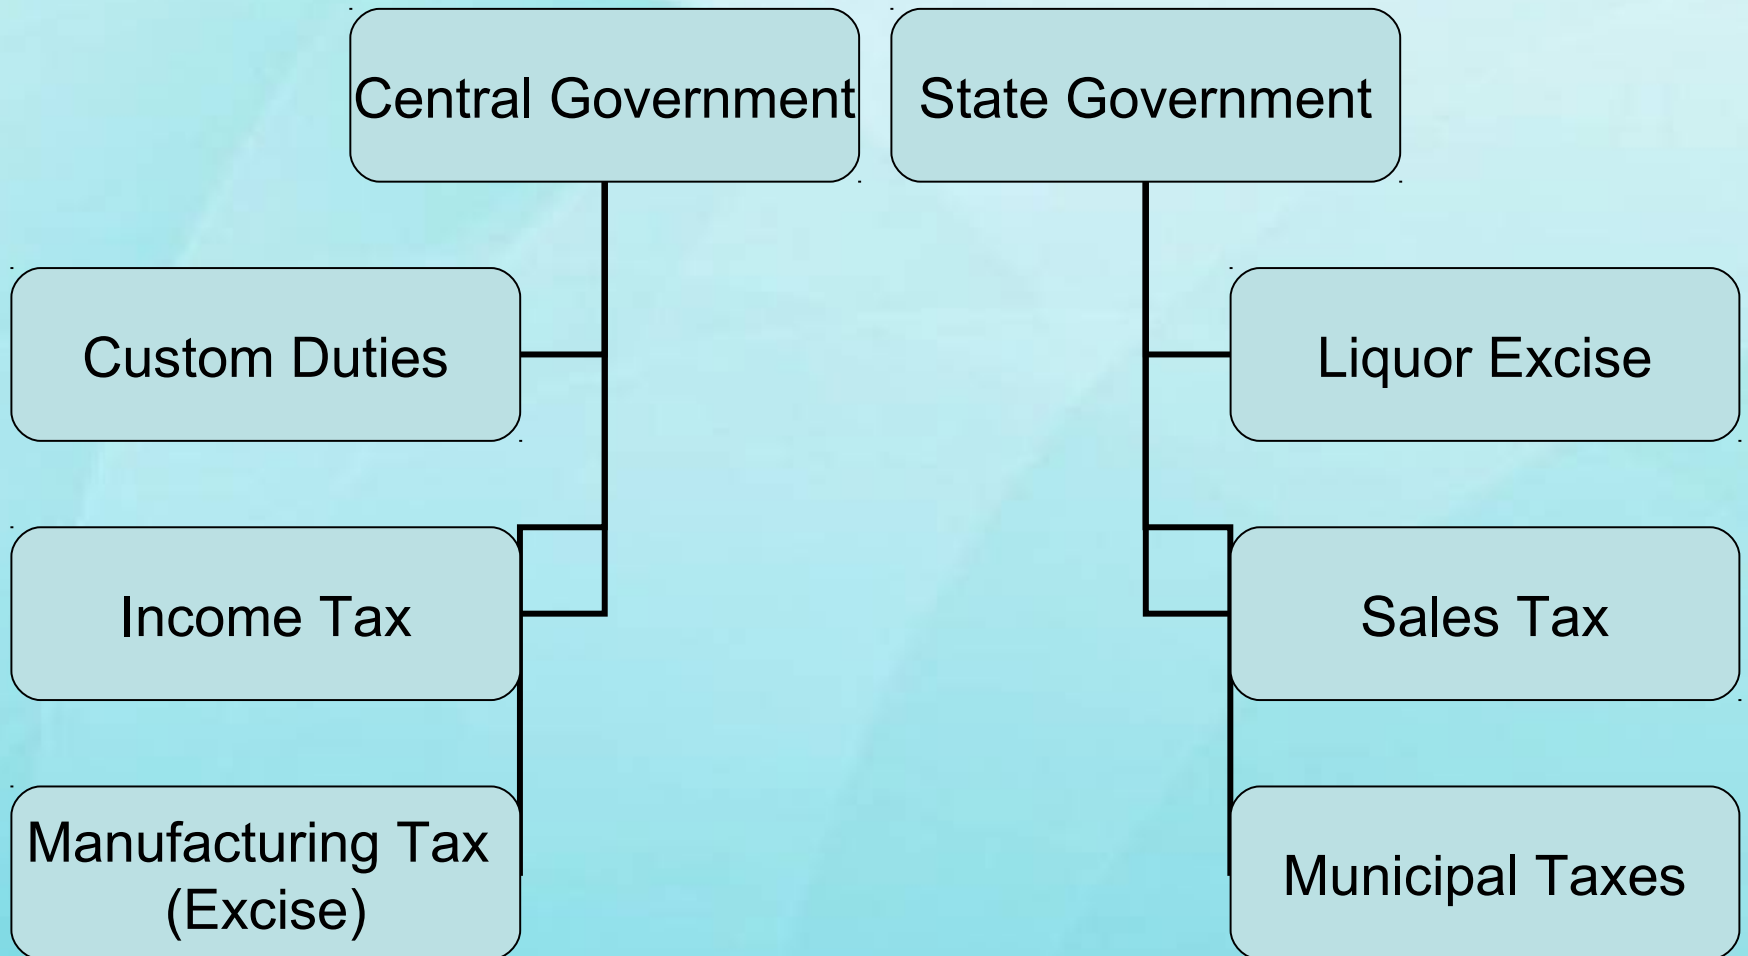 Central Government
State Government
Custom Duties
Liquor Excise
Income Tax
Sales Tax
Manufacturing Tax
(Excise)
Municipal Taxes